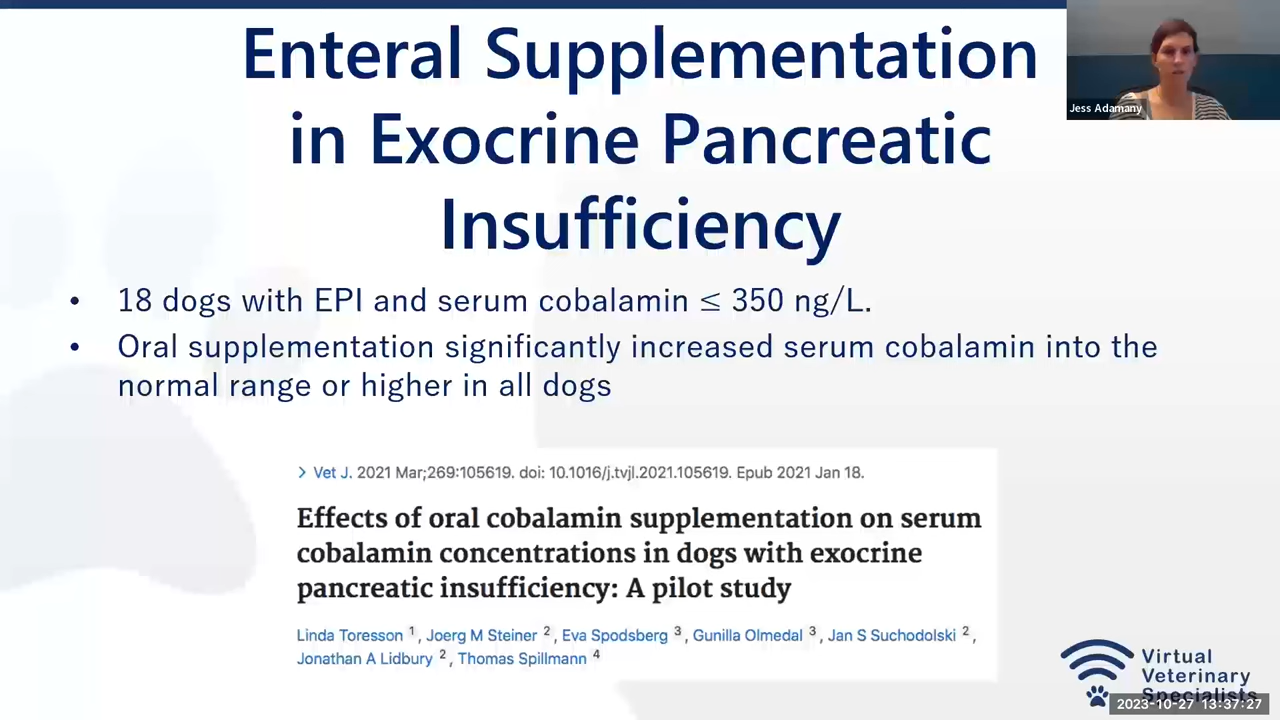 Enteral Supplementation
in Exocrine Pancreatic
Insufficiency
Jess Adamany
• 18 dogs with EPI and serum cobalamin ≤ 350 ng/L.
• Oral supplementation significantly increased serum cobalamin into the
normal range or higher in all dogs
> Vet J. 2021 Mar;269:105619. doi: 10.1016/j.tvjl.2021.105619. Epub 2021 Jan 18.
Effects of oral cobalamin supplementation on serum
cobalamin concentrations in dogs with exocrine
pancreatic insufficiency: A pilot study
Linda Toresson 1, Joerg M Steiner 2, Eva Spodsberg 3, Gunilla Olmedal 3, Jan S Suchodolski 2,
Jonathan A Lidbury 2, Thomas Spillmann 4
Virtual
Veterinary
Specialists
2023-10-27 13:37:27